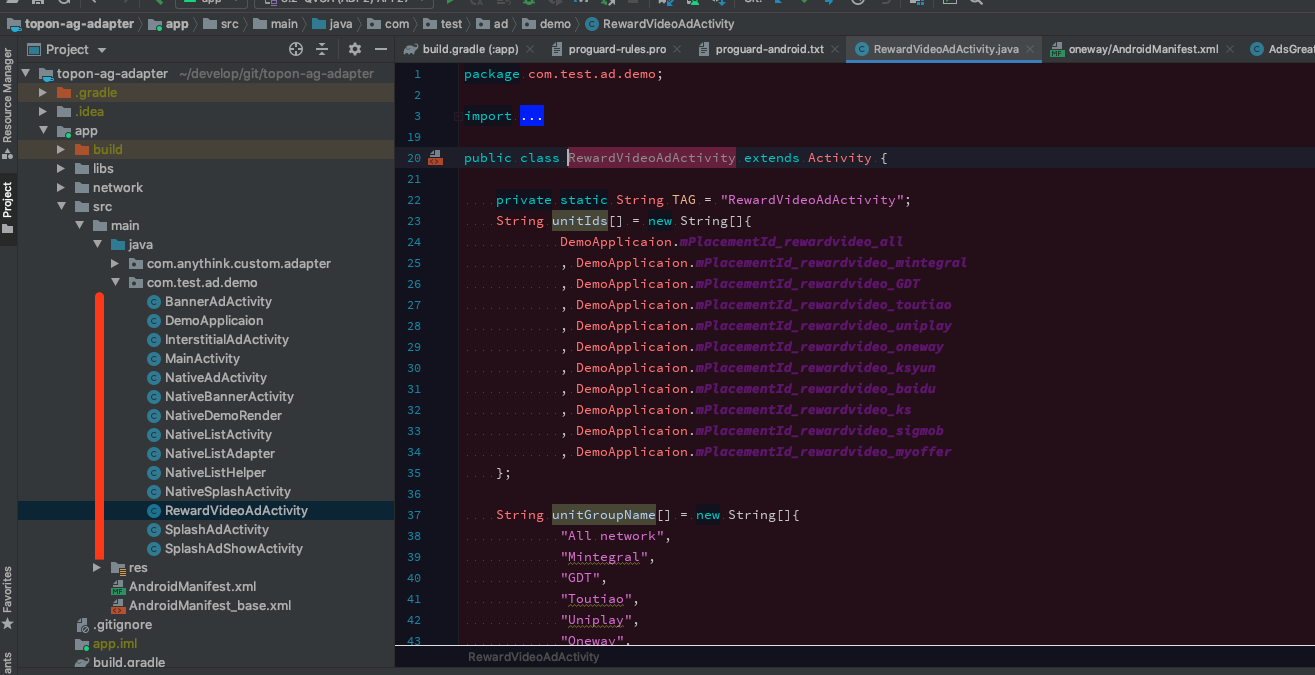 topon-ag-adapter app src main java com test ad demo RewardVideoAdActivity
Project
build.gradle (:app) proguard-rules.pro proguard-android.txt RewardVideoAdActivity.java oneway/AndroidManifest.xml
Resource Manager
Project
Favorites
topon-ag-adapter ~/develop/git/topon-ag-adapter
.gradle
.idea
app
build
libs
network
src
main
java
com.anythink.custom.adapter
com.test.ad.demo
BannerAdActivity
DemoApplicaion
InterstitialAdActivity
MainActivity
NativeAdActivity
NativeBannerActivity
NativeDemoRender
NativeListActivity
NativeListAdapter
NativeListHelper
NativeSplashActivity
RewardVideoAdActivity
SplashAdActivity
SplashAdShowActivity
res
AndroidManifest.xml
AndroidManifest_base.xml
.gitignore
app.iml
build.gradle
1 package com.test.ad.demo;
2
3 import ...
19
20 public class RewardVideoAdActivity extends Activity {
21
22 private static String TAG = "RewardVideoAdActivity";
23 String unitIds[] = new String[]{
24 DemoApplicaion.mPlacementId_rewardvideo_all
25 , DemoApplicaion.mPlacementId_rewardvideo_mintegral
26 , DemoApplicaion.mPlacementId_rewardvideo_GDT
27 , DemoApplicaion.mPlacementId_rewardvideo_toutiao
28 , DemoApplicaion.mPlacementId_rewardvideo_uniplay
29 , DemoApplicaion.mPlacementId_rewardvideo_oneway
30 , DemoApplicaion.mPlacementId_rewardvideo_ksyun
31 , DemoApplicaion.mPlacementId_rewardvideo_baidu
32 , DemoApplicaion.mPlacementId_rewardvideo_ks
33 , DemoApplicaion.mPlacementId_rewardvideo_sigmob
34 , DemoApplicaion.mPlacementId_rewardvideo_myoffer
35 };
36
37 String unitGroupName[] = new String[]{
38 "All network",
39 "Mintegral",
40 "GDT",
41 "Toutiao",
42 "Uniplay",
43 "Oneway",
RewardVideoAdActivity